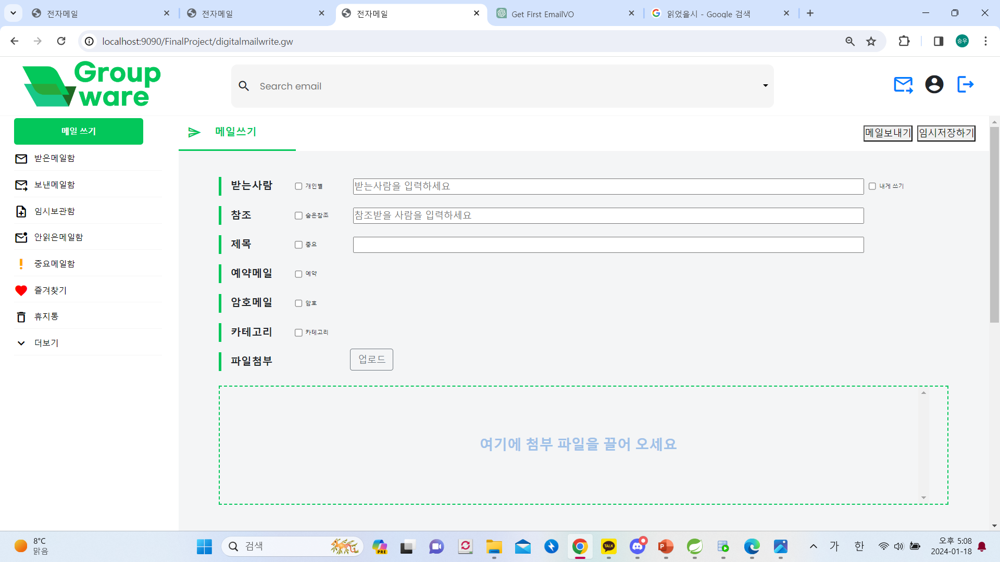 전자메일
전자메일
전자메일
Get First EmailVO
읽었을시 - Google 검색
localhost:9090/FinalProject/digitalmailwrite.gw
승우
Group
ware
Search email
메일 쓰기
메일쓰기
메일보내기 임시저장하기
받은메일함
보낸메일함
임시보관함
안읽은메일함
중요메일함
즐겨찾기
휴지통
더보기
받는사람 개인별 받는사람을 입력하세요 내게 쓰기
참조 숨은참조 참조받을 사람을 입력하세요
제목 중요
예약메일 예약
암호메일 암호
카테고리 카테고리
파일첨부 업로드
여기에 첨부 파일을 끌어 오세요
8°C
맑음
검색
PRE
TALK
가 한
오후 5:08
2024-01-18